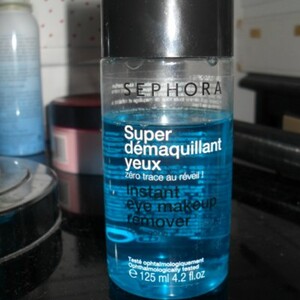 SEPHORA
Super
démaquillant
yeux
zéro trace au réveil !
Instant
eye makeup
remover
Testé ophtalmologiquement
Ophthalmologically tested
e 125 ml 4.2 fl.oz